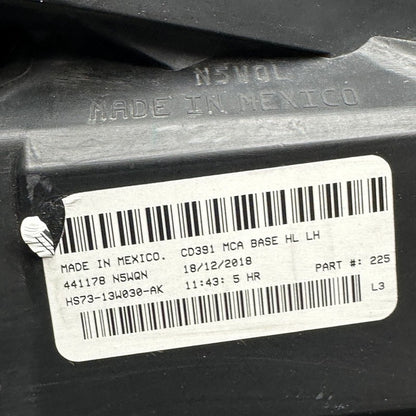 N5WQL
MADE IN MEXICO
MADE IN MEXICO. CD391 MCA BASE HL LH
441178 N5WQN 18/12/2018
HS73-13W030-AK 11:43: 5 HR PART #: 225
L3